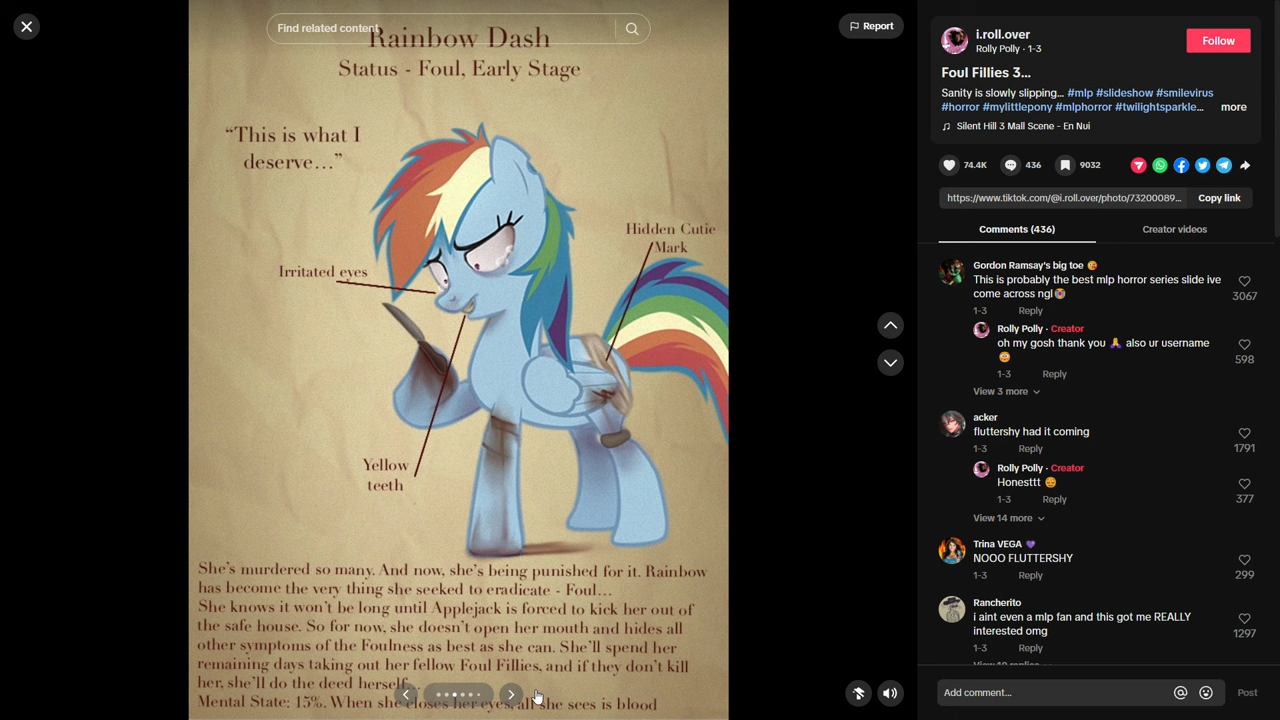 Find related content
Report
Rainbow Dash
Status - Foul, Early Stage
“This is what I
deserve…”
Hidden Cutie
Mark
Irritated eyes
Yellow
teeth
She’s murdered so many. And now, she’s being punished for it. Rainbow
has become the very thing she seeked to eradicate - Foul…
She knows it won’t be long until Applejack is forced to kick her out of
the safe house. So for now, she doesn’t open her mouth and hides all
other symptoms of the Foulness as best as she can. She’ll spend her
remaining days taking out her fellow Foul Fillies, and if they don’t kill
her, she’ll do the deed herself.
Mental State: 15%. When she closes her eyes, all she sees is blood
i.roll.over
Rolly Polly · 1-3
Follow
Foul Fillies 3...
Sanity is slowly slipping... #mlp #slideshow #smilevirus
#horror #mylittlepony #mlphorror #twilightsparkle... more
Silent Hill 3 Mall Scene - En Nui
74.4K 436 9032
https://www.tiktok.com/@i.roll.over/photo/73200089... Copy link
Comments (436) Creator videos
Gordon Ramsay's big toe 😘
This is probably the best mlp horror series slide ive
come across ngl😭
3067
1-3 Reply
Rolly Polly · Creator
oh my gosh thank you 🙏 also ur username
598
1-3 Reply
View 3 more
acker
fluttershy had it coming
1791
1-3 Reply
Rolly Polly · Creator
Honesttt
377
1-3 Reply
View 14 more
Trina VEGA 💜
NOOO FLUTTERSHY
299
1-3 Reply
Rancherito
i aint even a mlp fan and this got me REALLY
interested omg
1297
1-3 Reply
Add comment... Post